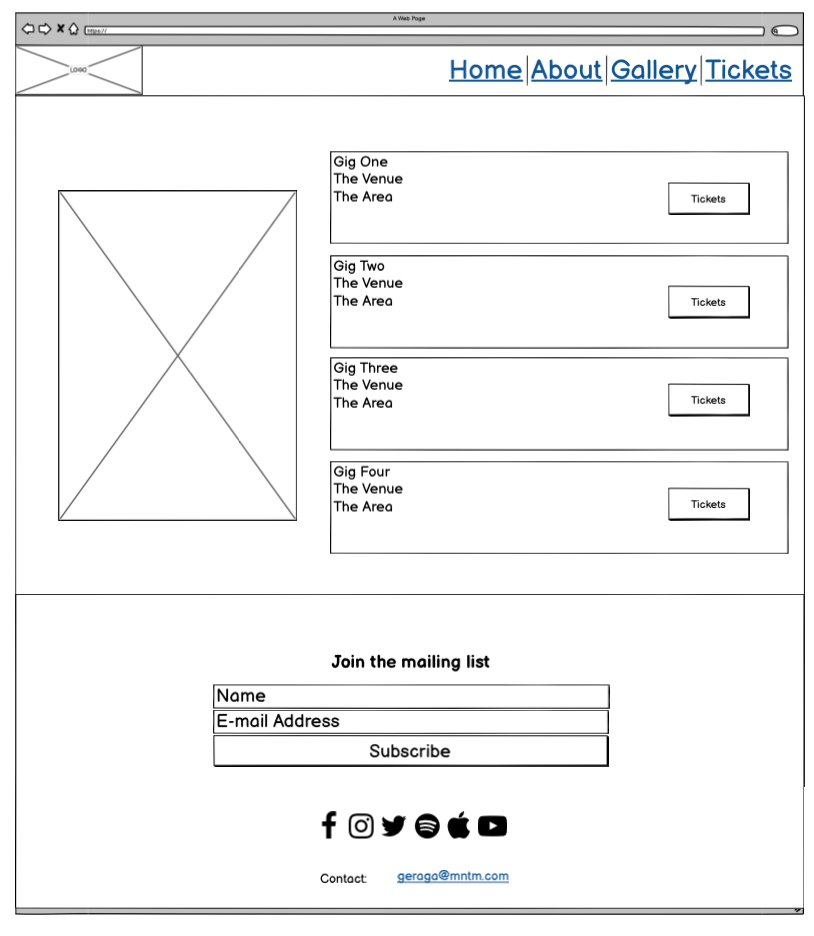 A Web Page
https://
LOGO
Home About Gallery Tickets
Gig One
The Venue
The Area
Tickets
Gig Two
The Venue
The Area
Tickets
Gig Three
The Venue
The Area
Tickets
Gig Four
The Venue
The Area
Tickets
Join the mailing list
Name
E-mail Address
Subscribe
Contact: geraga@mntm.com